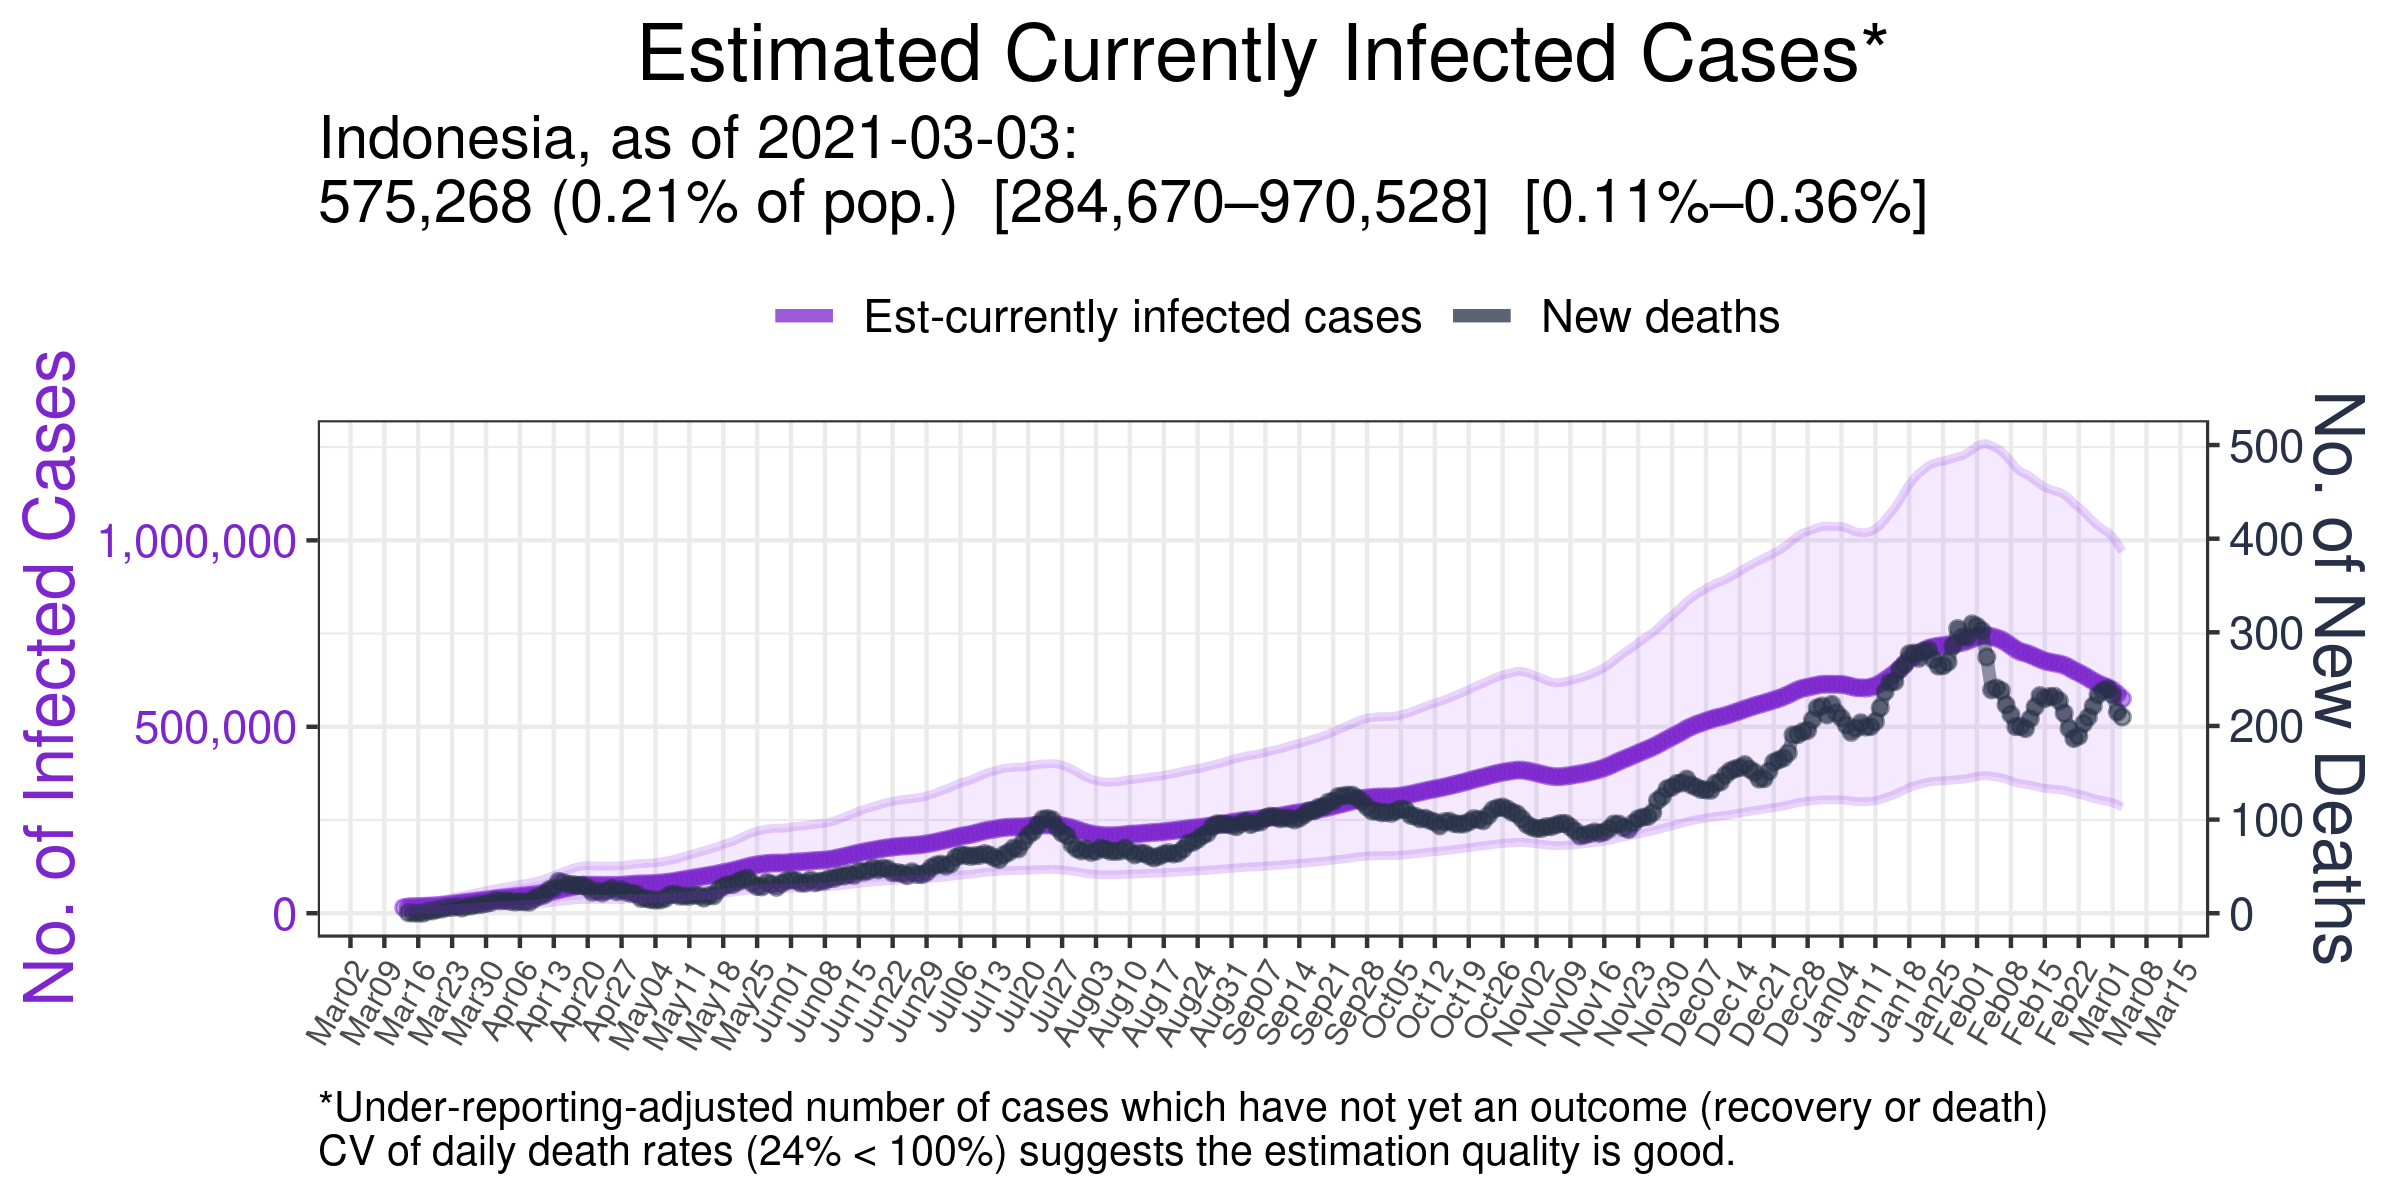 Estimated Currently Infected Cases*
Indonesia, as of 2021-03-03:
575,268 (0.21% of pop.) [284,670–970,528] [0.11%–0.36%]
Est-currently infected cases
New deaths
No. of Infected Cases
1,000,000
500,000
0
500
400
300
200
100
0
No. of New Deaths
Mar02
Mar09
Mar16
Mar23
Mar30
Apr06
Apr13
Apr20
Apr27
May04
May11
May18
May25
Jun01
Jun08
Jun15
Jun22
Jun29
Jul06
Jul13
Jul20
Jul27
Aug03
Aug10
Aug17
Aug24
Aug31
Sep07
Sep14
Sep21
Sep28
Oct05
Oct12
Oct19
Oct26
Nov02
Nov09
Nov16
Nov23
Nov30
Dec07
Dec14
Dec21
Dec28
Jan04
Jan11
Jan18
Jan25
Feb01
Feb08
Feb15
Feb22
Mar01
Mar08
Mar15
*Under-reporting-adjusted number of cases which have not yet an outcome (recovery or death)
CV of daily death rates (24% < 100%) suggests the estimation quality is good.